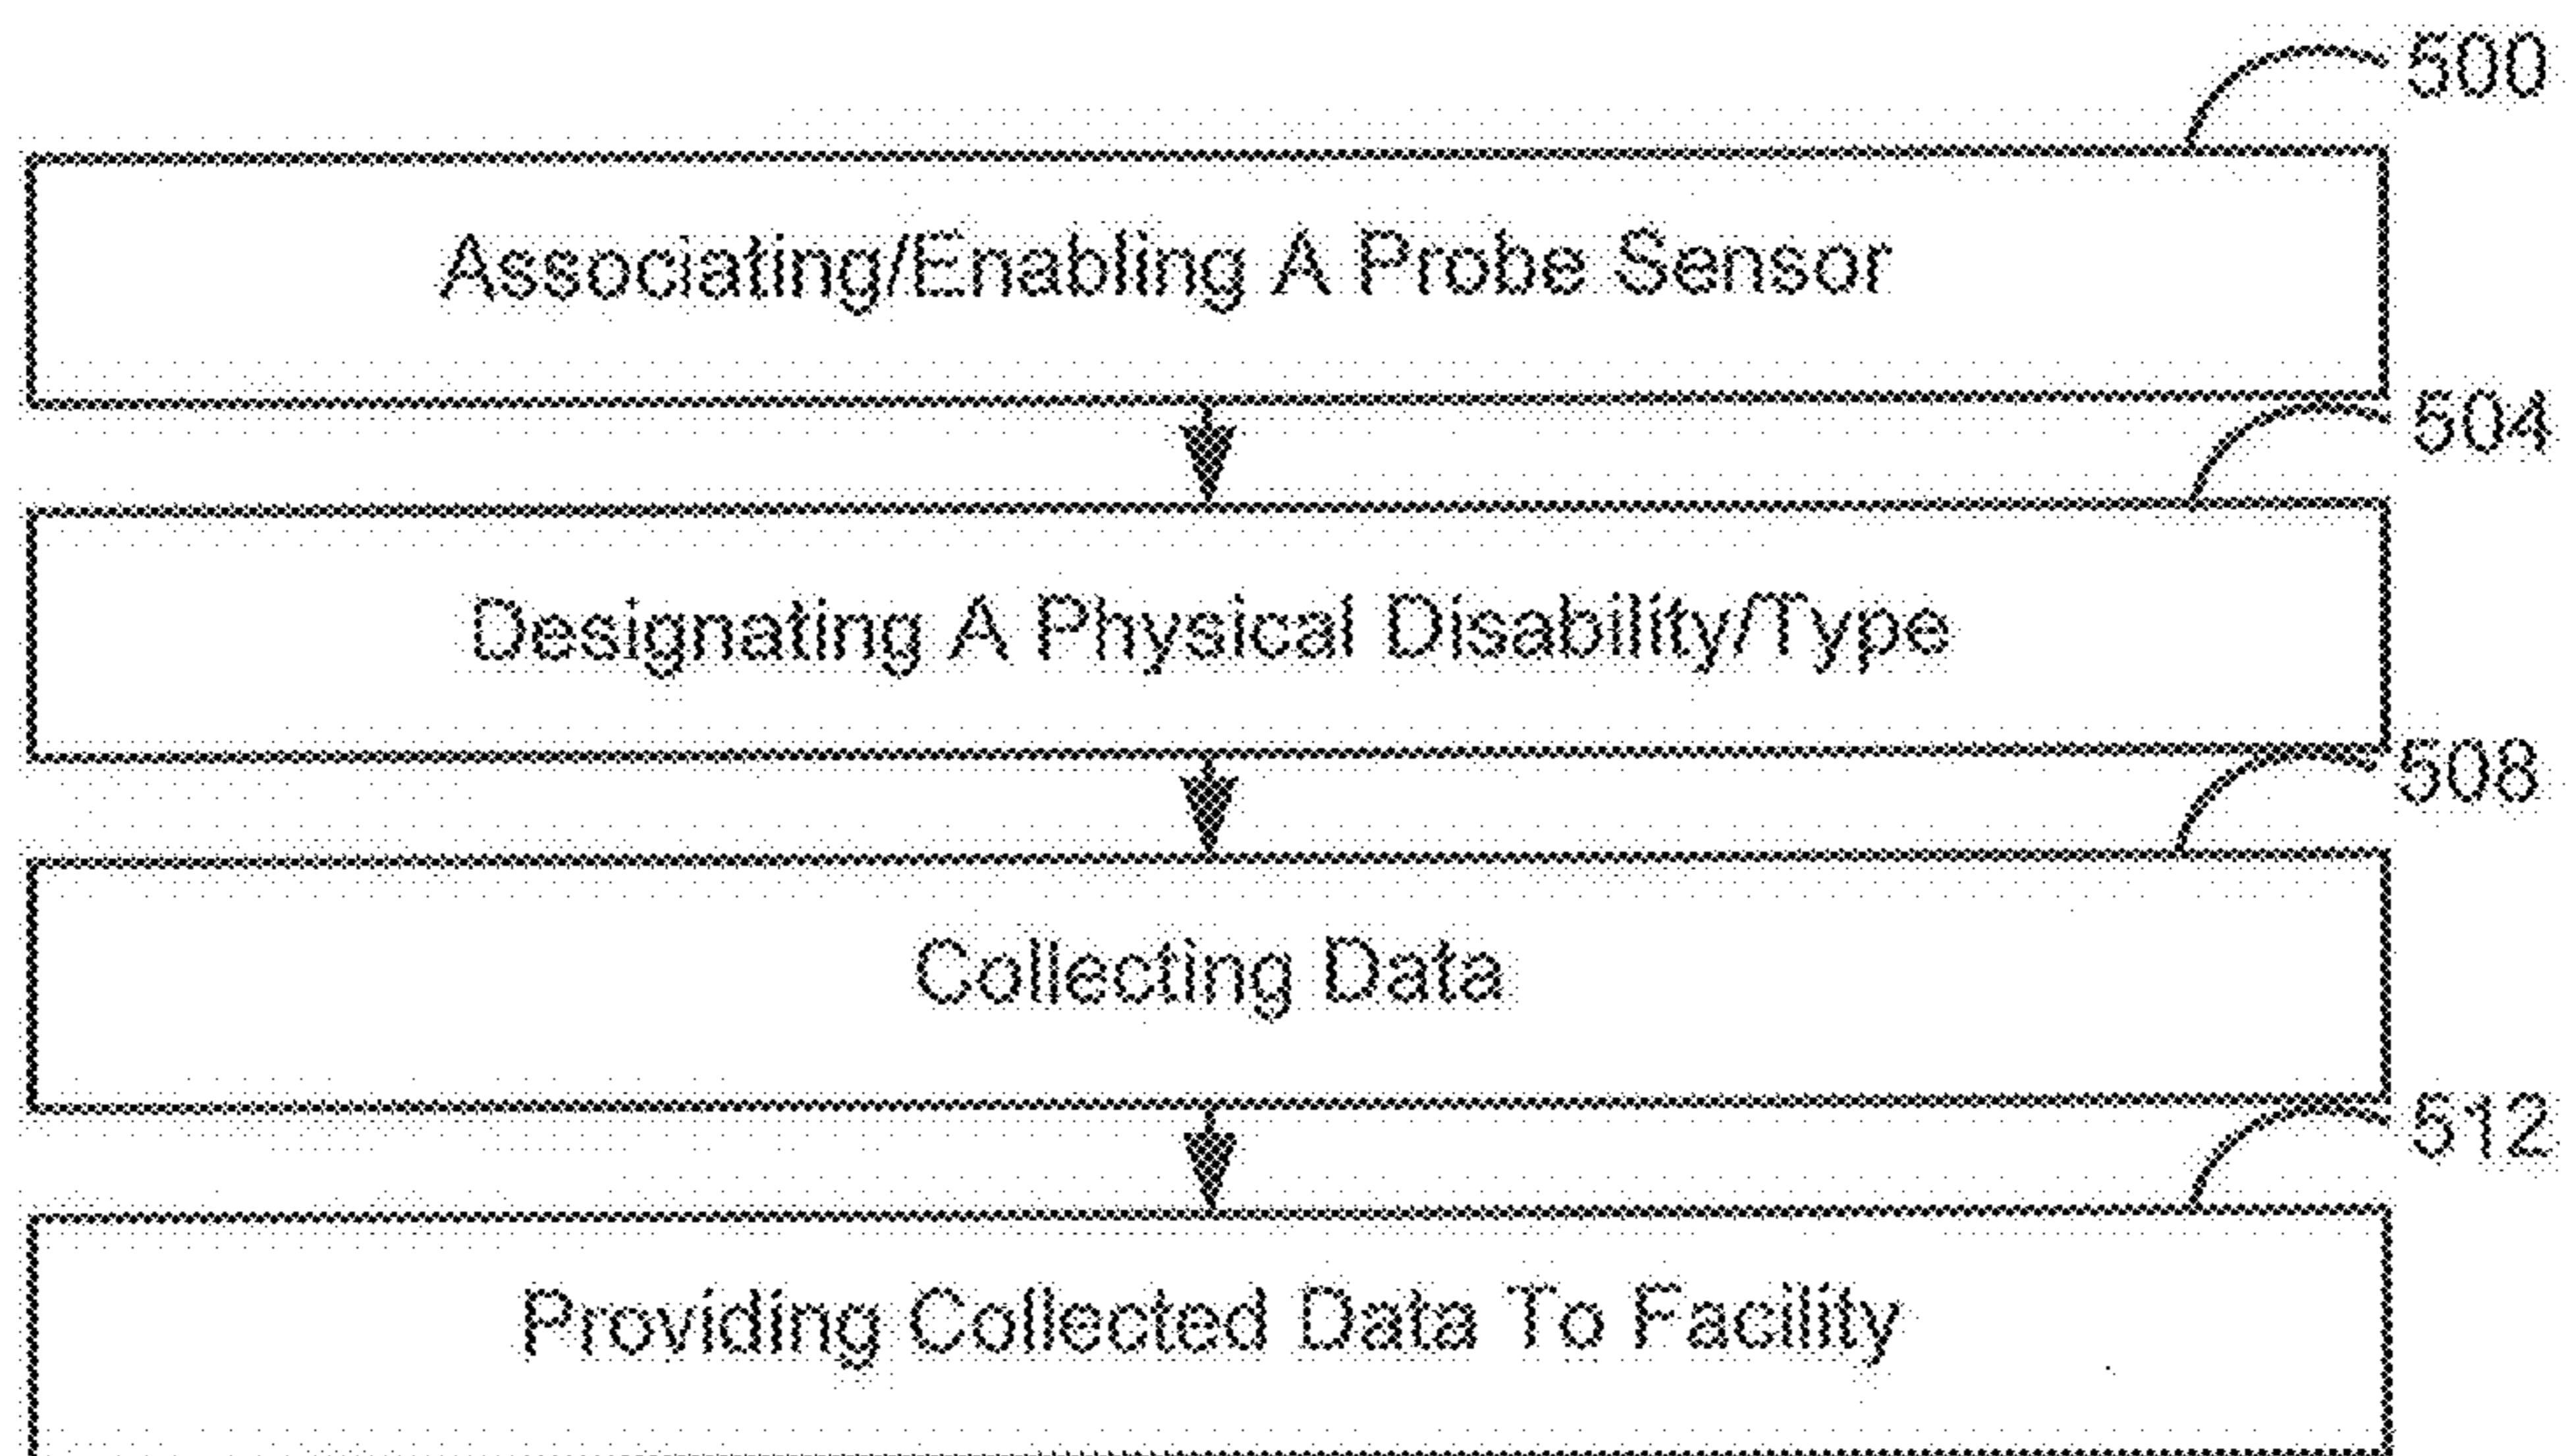 500
Associating/Enabling A Probe Sensor
504
Designating A Physical Disability/Type
508
Collecting Data
512
Providing Collected Data To Facility